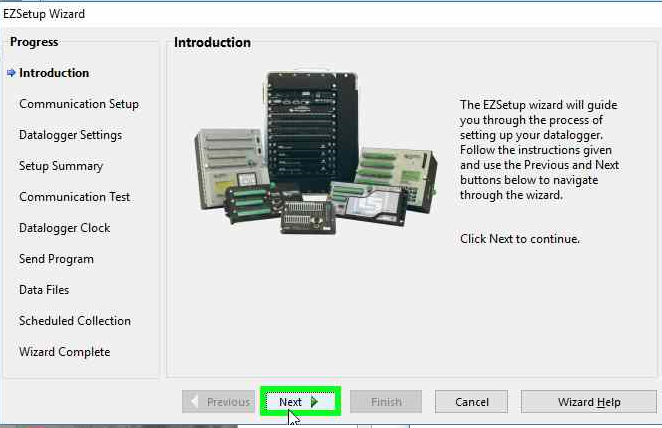 EZSetup Wizard
Progress
Introduction
Communication Setup
Datalogger Settings
Setup Summary
Communication Test
Datalogger Clock
Send Program
Data Files
Scheduled Collection
Wizard Complete
Introduction
The EZSetup wizard will guide
you through the process of
setting up your datalogger.
Follow the instructions given
and use the Previous and Next
buttons below to navigate
through the wizard.
Click Next to continue.
Previous
Next
Finish
Cancel
Wizard Help